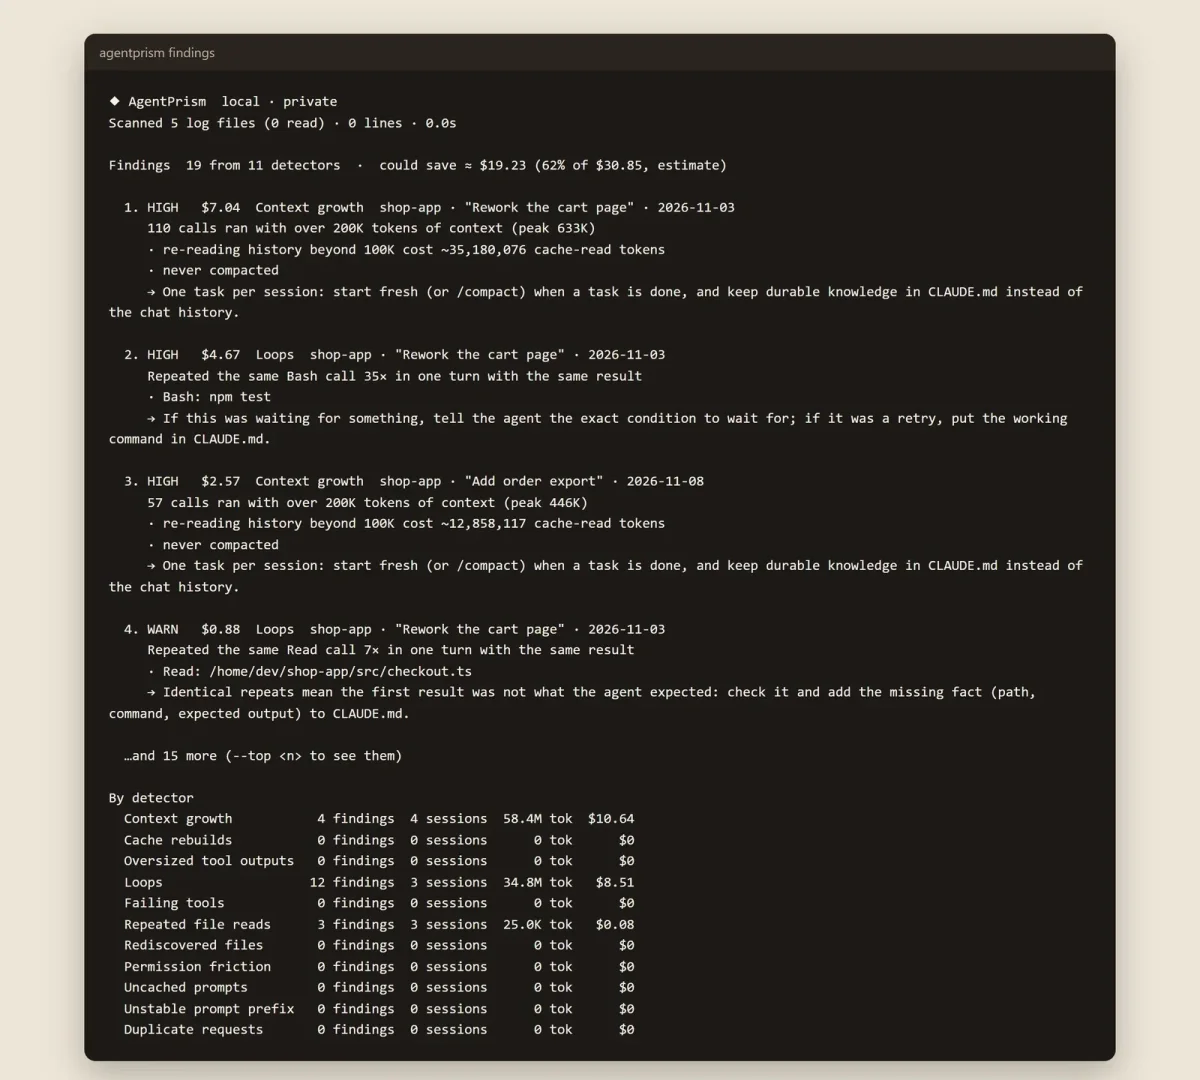 agentprism findings
◆ AgentPrism  local · private
Scanned 5 log files (0 read) · 0 lines · 0.0s
Findings  19 from 11 detectors  ·  could save ≈ $19.23 (62% of $30.85, estimate)
1. HIGH   $7.04  Context growth  shop-app · "Rework the cart page" · 2026-11-03
110 calls ran with over 200K tokens of context (peak 633K)
· re-reading history beyond 100K cost ~35,180,076 cache-read tokens
· never compacted
→ One task per session: start fresh (or /compact) when a task is done, and keep durable knowledge in CLAUDE.md instead of
the chat history.
2. HIGH   $4.67  Loops  shop-app · "Rework the cart page" · 2026-11-03
Repeated the same Bash call 35× in one turn with the same result
· Bash: npm test
→ If this was waiting for something, tell the agent the exact condition to wait for; if it was a retry, put the working
command in CLAUDE.md.
3. HIGH   $2.57  Context growth  shop-app · "Add order export" · 2026-11-08
57 calls ran with over 200K tokens of context (peak 446K)
· re-reading history beyond 100K cost ~12,858,117 cache-read tokens
· never compacted
→ One task per session: start fresh (or /compact) when a task is done, and keep durable knowledge in CLAUDE.md instead of
the chat history.
4. WARN   $0.88  Loops  shop-app · "Rework the cart page" · 2026-11-03
Repeated the same Read call 7× in one turn with the same result
· Read: /home/dev/shop-app/src/checkout.ts
→ Identical repeats mean the first result was not what the agent expected: check it and add the missing fact (path,
command, expected output) to CLAUDE.md.
…and 15 more (--top <n> to see them)
By detector
Context growth           4 findings  4 sessions  58.4M tok  $10.64
Cache rebuilds           0 findings  0 sessions      0 tok      $0
Oversized tool outputs   0 findings  0 sessions      0 tok      $0
Loops                   12 findings  3 sessions  34.8M tok   $8.51
Failing tools            0 findings  0 sessions      0 tok      $0
Repeated file reads      3 findings  3 sessions  25.0K tok   $0.08
Rediscovered files       0 findings  0 sessions      0 tok      $0
Permission friction      0 findings  0 sessions      0 tok      $0
Uncached prompts         0 findings  0 sessions      0 tok      $0
Unstable prompt prefix   0 findings  0 sessions      0 tok      $0
Duplicate requests       0 findings  0 sessions      0 tok      $0